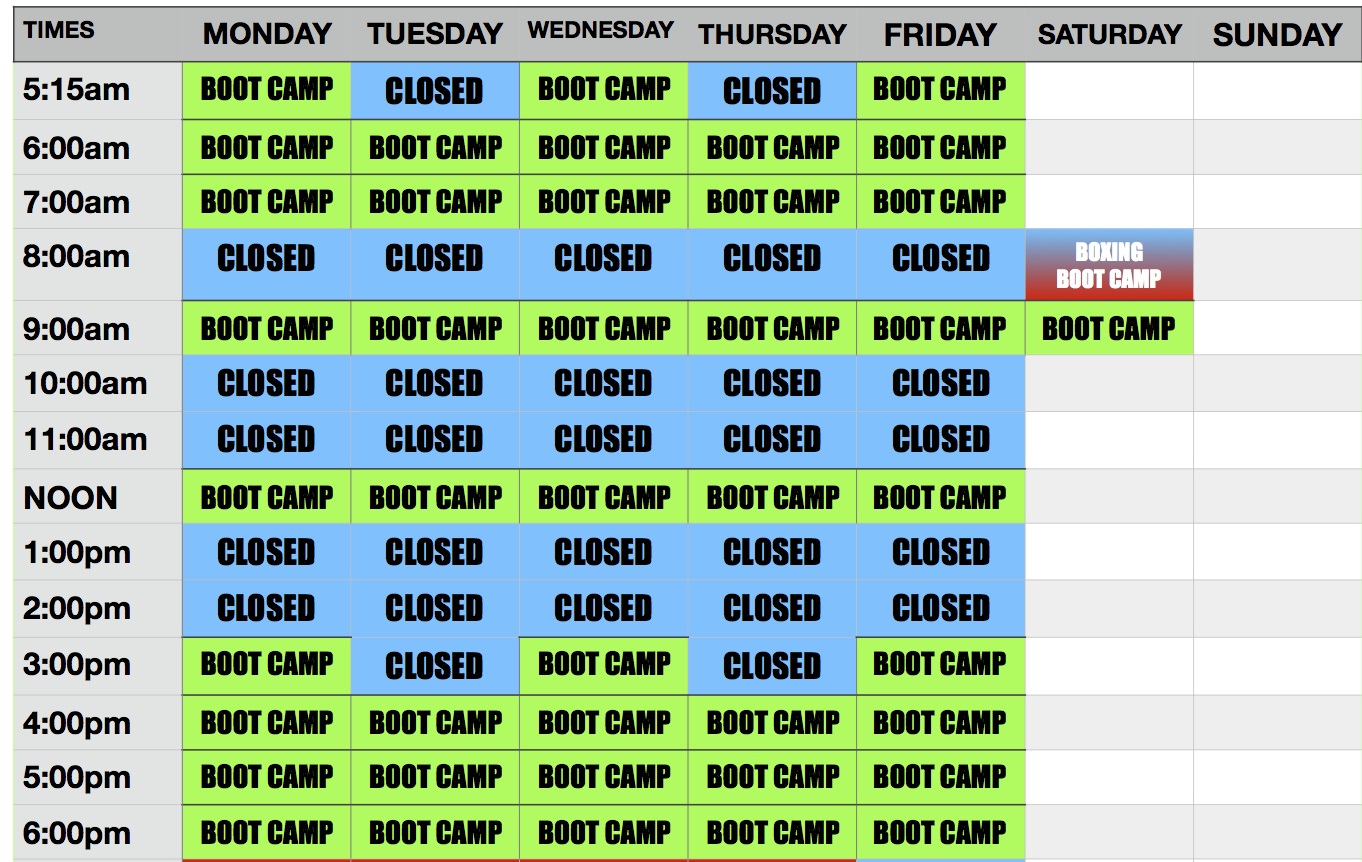 TIMES MONDAY TUESDAY WEDNESDAY THURSDAY FRIDAY SATURDAY SUNDAY
5:15am BOOT CAMP CLOSED BOOT CAMP CLOSED BOOT CAMP
6:00am BOOT CAMP BOOT CAMP BOOT CAMP BOOT CAMP BOOT CAMP
7:00am BOOT CAMP BOOT CAMP BOOT CAMP BOOT CAMP BOOT CAMP
8:00am CLOSED CLOSED CLOSED CLOSED CLOSED BOXING
BOOT CAMP
9:00am BOOT CAMP BOOT CAMP BOOT CAMP BOOT CAMP BOOT CAMP BOOT CAMP
10:00am CLOSED CLOSED CLOSED CLOSED CLOSED
11:00am CLOSED CLOSED CLOSED CLOSED CLOSED
NOON BOOT CAMP BOOT CAMP BOOT CAMP BOOT CAMP BOOT CAMP
1:00pm CLOSED CLOSED CLOSED CLOSED CLOSED
2:00pm CLOSED CLOSED CLOSED CLOSED CLOSED
3:00pm BOOT CAMP CLOSED BOOT CAMP CLOSED BOOT CAMP
4:00pm BOOT CAMP BOOT CAMP BOOT CAMP BOOT CAMP BOOT CAMP
5:00pm BOOT CAMP BOOT CAMP BOOT CAMP BOOT CAMP BOOT CAMP
6:00pm BOOT CAMP BOOT CAMP BOOT CAMP BOOT CAMP BOOT CAMP